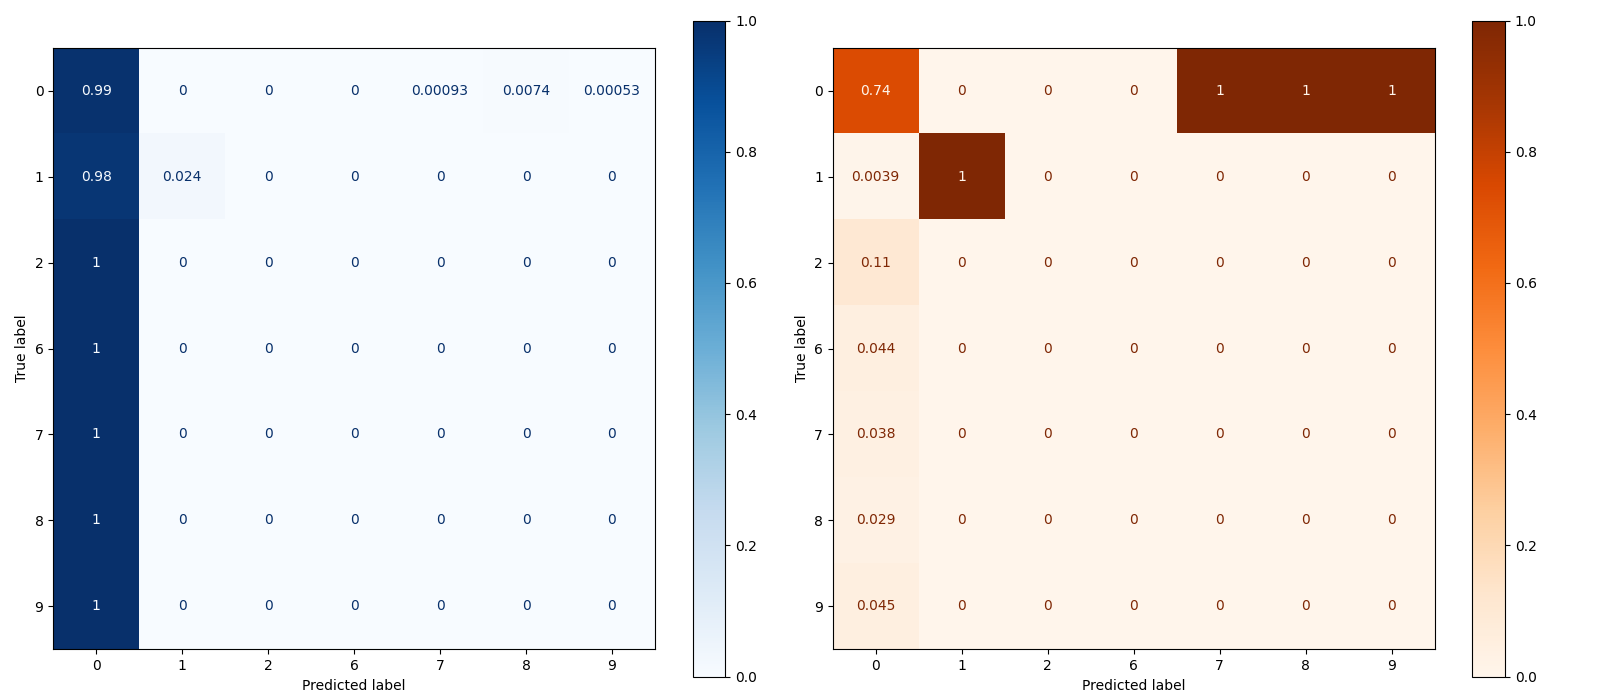 1.0
0.8
0.6
0.4
0.2
0.0
True label
0 0.99 0 0 0 0.00093 0.0074 0.00053
1 0.98 0.024 0 0 0 0 0
2 1 0 0 0 0 0 0
6 1 0 0 0 0 0 0
7 1 0 0 0 0 0 0
8 1 0 0 0 0 0 0
9 1 0 0 0 0 0 0
0 1 2 6 7 8 9
Predicted label
1.0
0.8
0.6
0.4
0.2
0.0
True label
0 0.74 0 0 0 1 1 1
1 0.0039 1 0 0 0 0 0
2 0.11 0 0 0 0 0 0
6 0.044 0 0 0 0 0 0
7 0.038 0 0 0 0 0 0
8 0.029 0 0 0 0 0 0
9 0.045 0 0 0 0 0 0
0 1 2 6 7 8 9
Predicted label